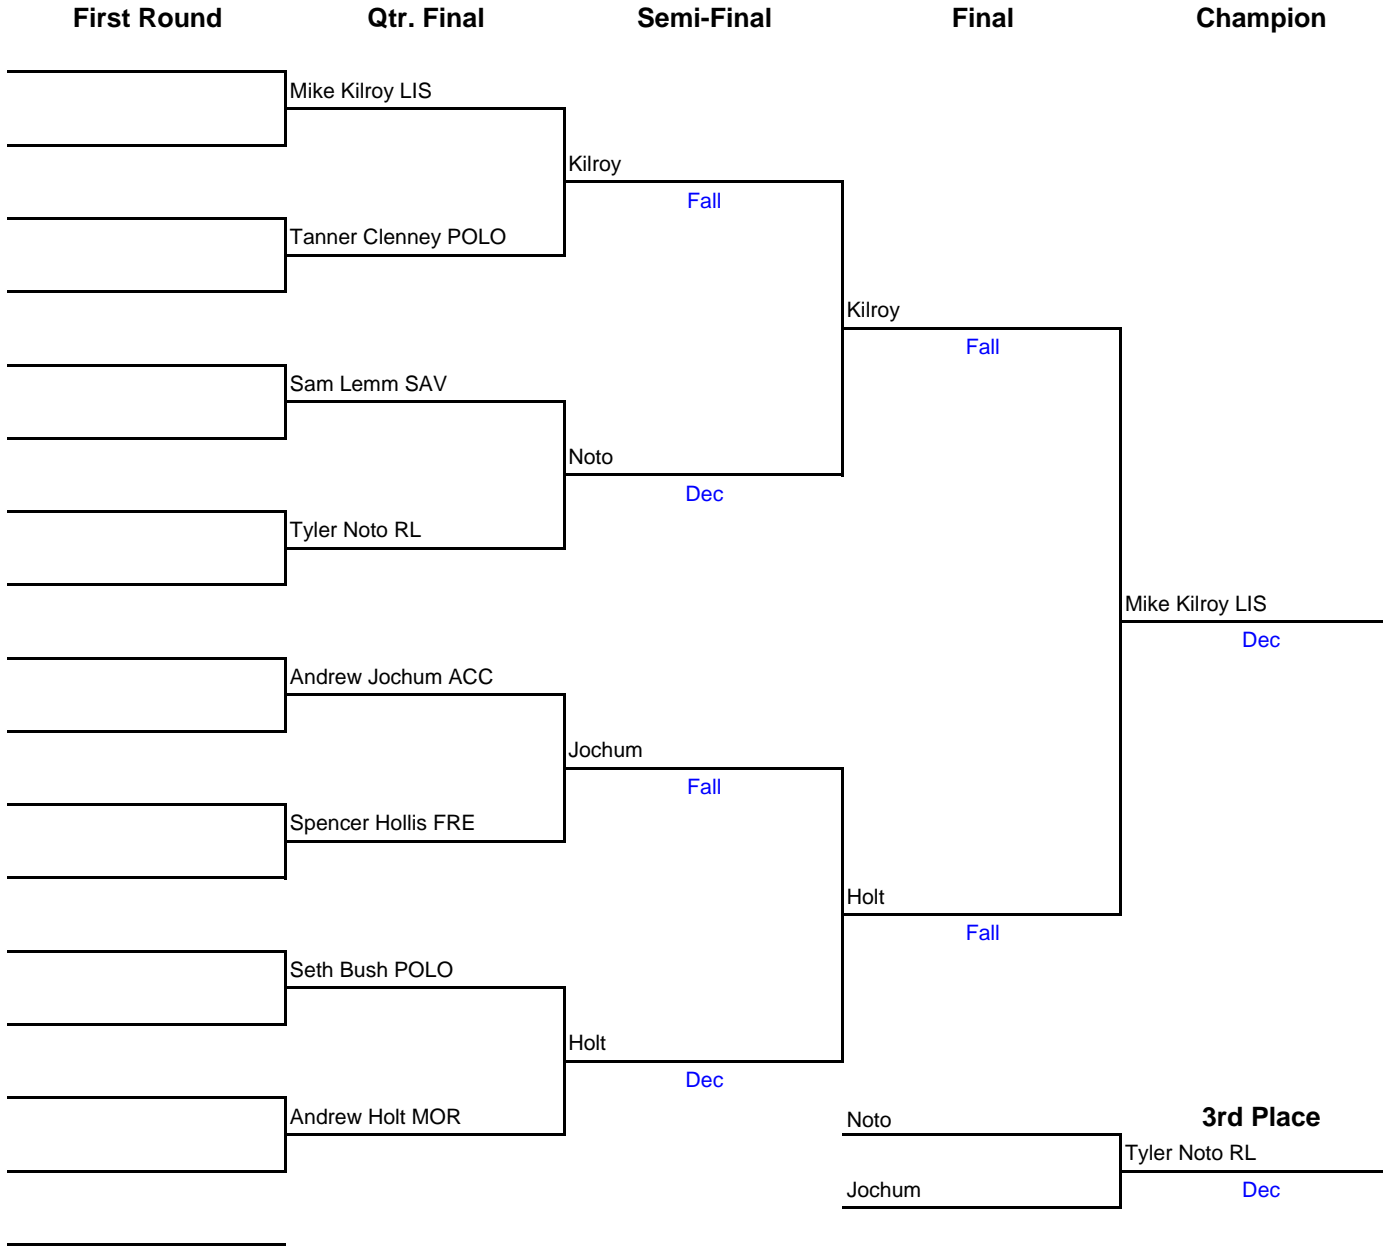 First Round Qtr. Final Semi-Final Final Champion
Mike Kilroy LIS
Kilroy
Fall
Tanner Clenney POLO
Kilroy
Fall
Sam Lemm SAV
Noto
Dec
Tyler Noto RL
Mike Kilroy LIS
Dec
Andrew Jochum ACC
Jochum
Fall
Spencer Hollis FRE
Holt
Fall
Seth Bush POLO
Holt
Dec
Andrew Holt MOR
Noto
3rd Place
Tyler Noto RL
Jochum
Dec